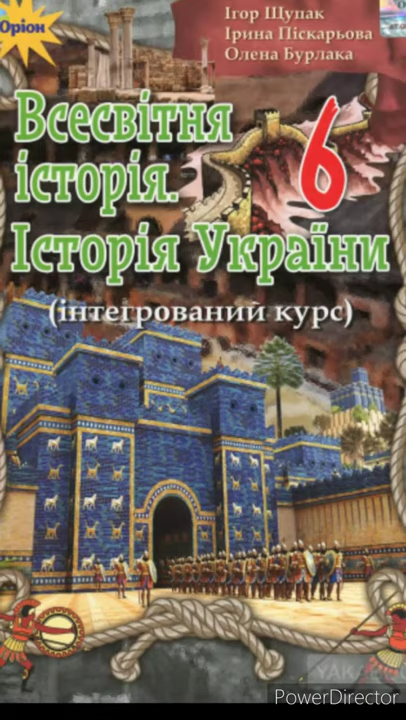 Оріон
Ігор Щупак
Ірина Піскарьова
Олена Бурлака
Всесвітня
історія.
6
Історія України
(інтегрований курс)
PowerDirector